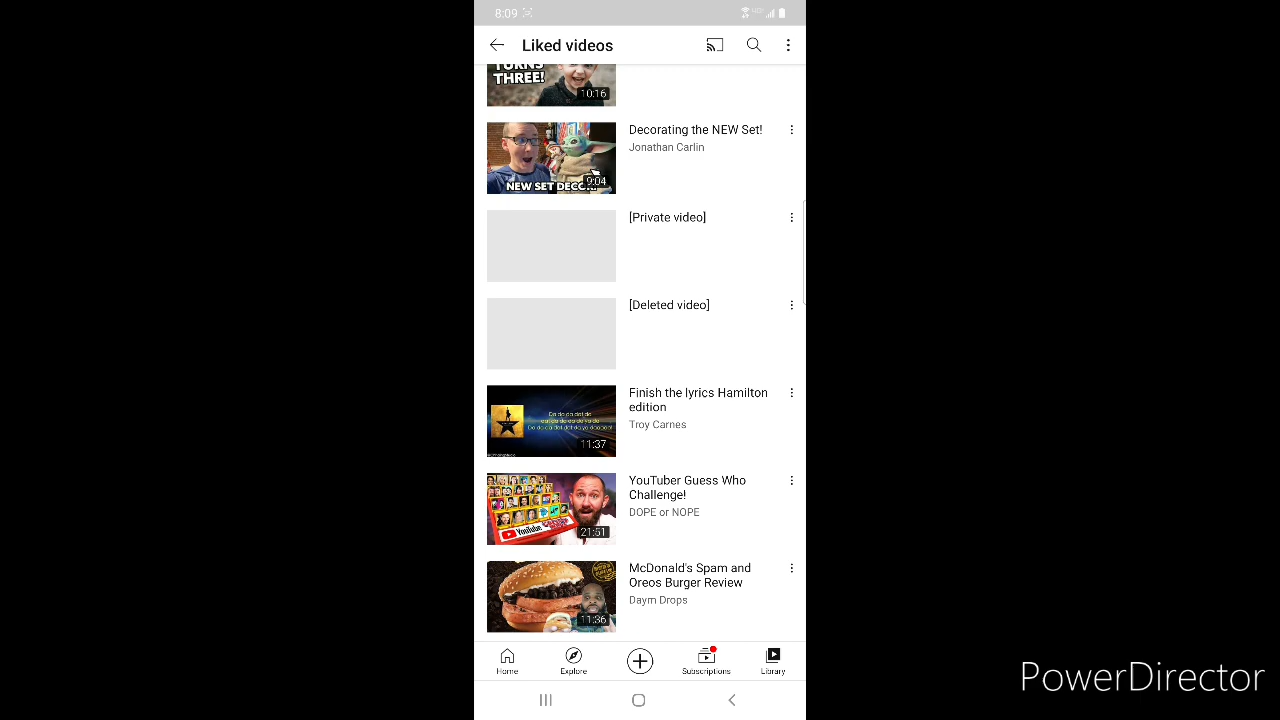 8:09
Liked videos
TURNS
THREE!
10:16
Decorating the NEW Set!
Jonathan Carlin
NEW SET DECO
9:04
[Private video]
[Deleted video]
Finish the lyrics Hamilton
edition
Troy Carnes
11:37
YouTuber Guess Who
Challenge!
DOPE or NOPE
YouTube
21:51
McDonald's Spam and
Oreos Burger Review
Daym Drops
11:36
Home
Explore
Subscriptions
Library
PowerDirector